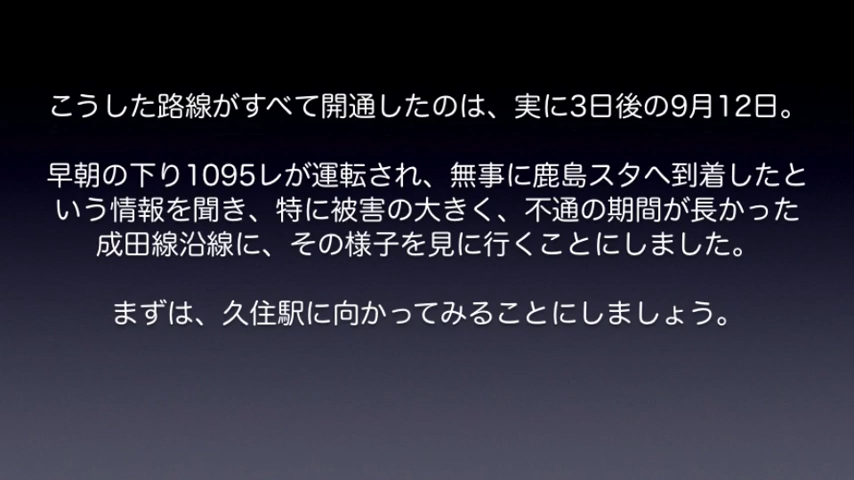 こうした路線がすべて開通したのは、実に3日後の9月12日。
早朝の下り1095レが運転され、無事に鹿島スタへ到着したと
いう情報を聞き、特に被害の大きく、不通の期間が長かった
成田線沿線に、その様子を見に行くことにしました。
まずは、久住駅に向かってみることにしましょう。